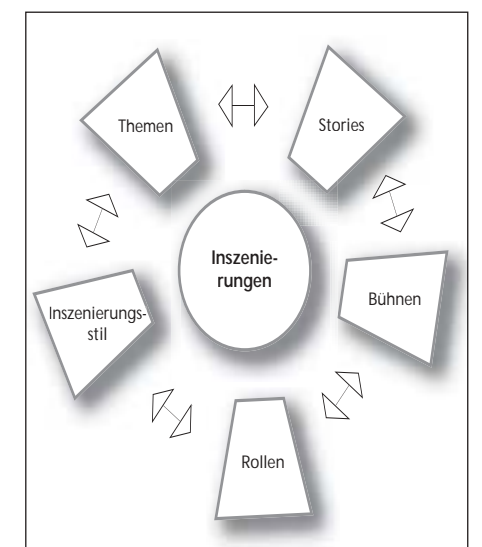 Themen
Stories
Inszenie-
rungen
Inszenierungs-
stil
Bühnen
Rollen